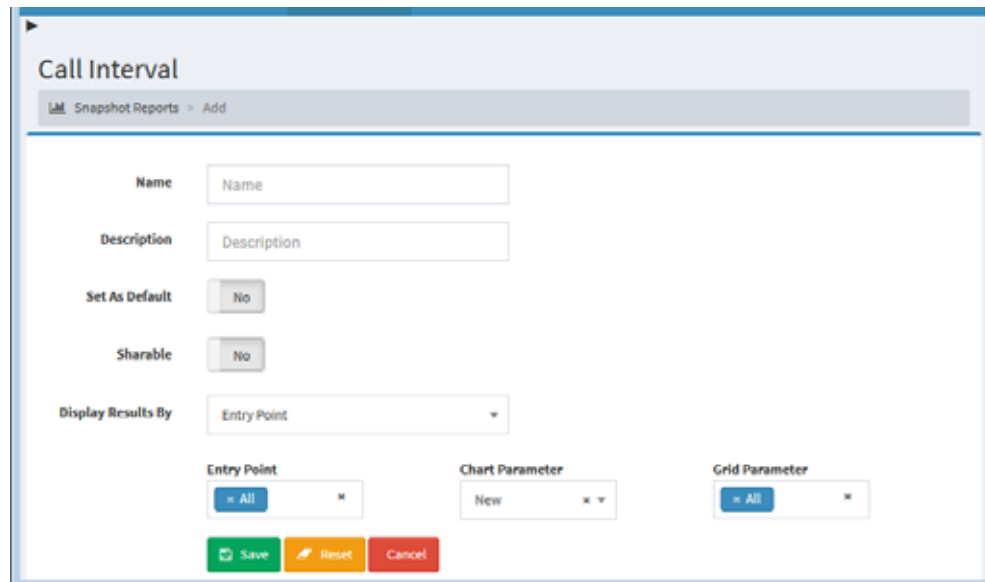 Call Interval
Snapshot Reports > Add
Name Name
Description Description
Set As Default No
Sharable No
Display Results By Entry Point
Entry Point Chart Parameter Grid Parameter
× All × New × × All ×
Save Reset Cancel